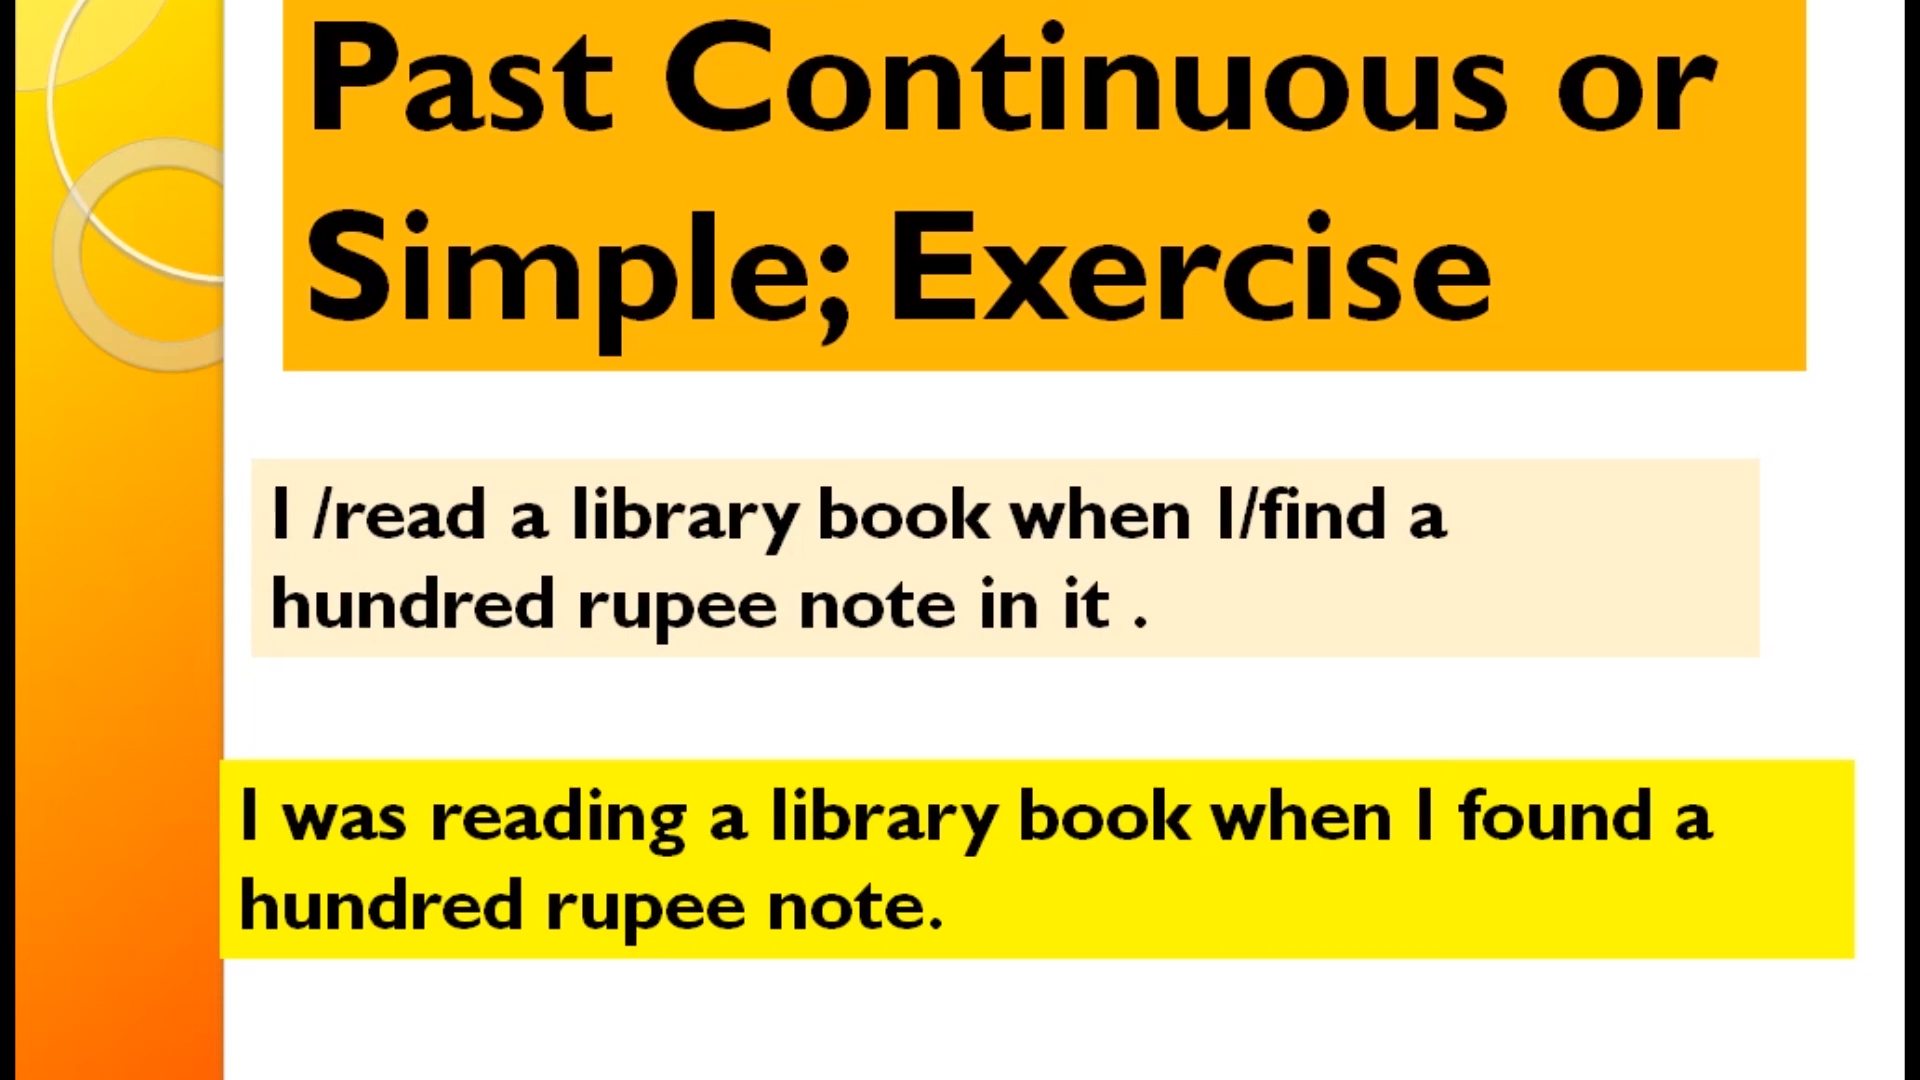 Past Continuous or
Simple; Exercise
I /read a library book when I/find a
hundred rupee note in it .
I was reading a library book when I found a
hundred rupee note.